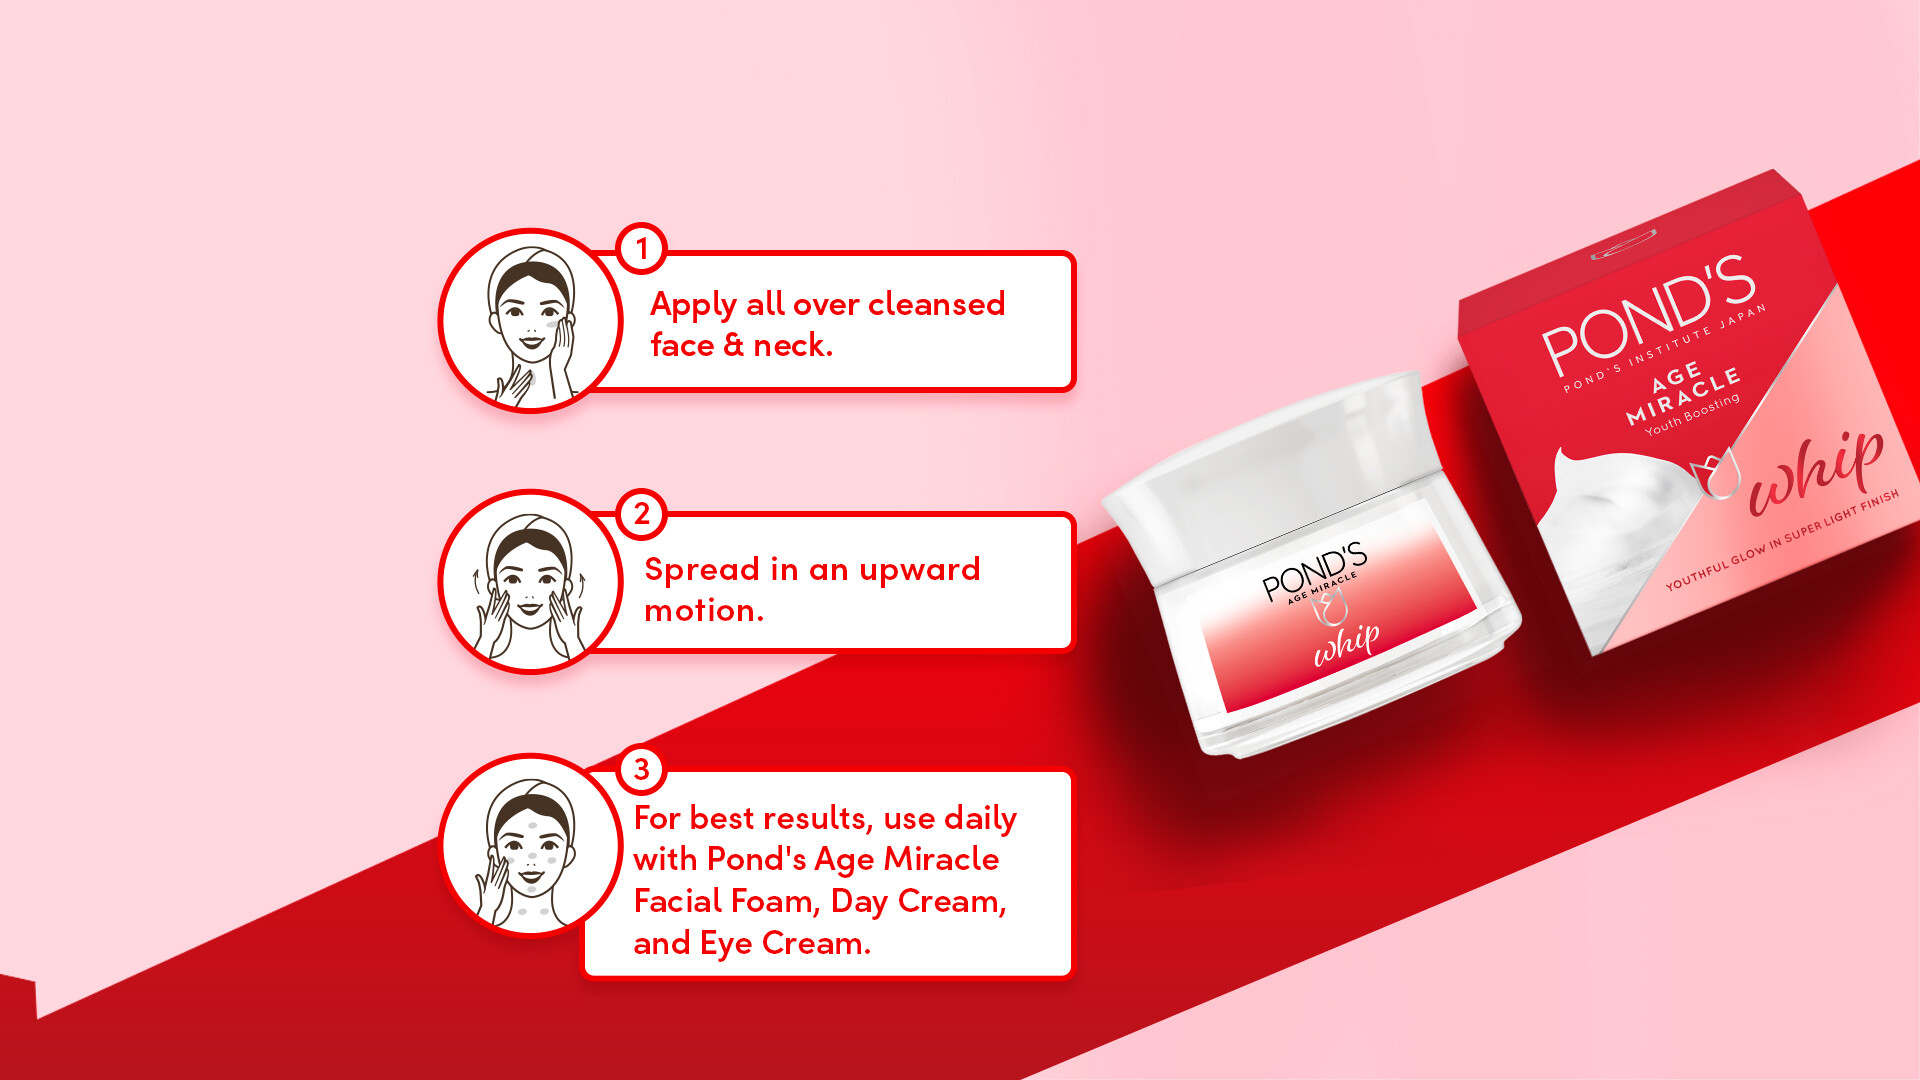 1
Apply all over cleansed
face & neck.
2
Spread in an upward
motion.
3
For best results, use daily
with Pond's Age Miracle
Facial Foam, Day Cream,
and Eye Cream.
POND'S
AGE MIRACLE
whip
POND'S
POND'S INSTITUTE JAPAN
AGE
MIRACLE
Youth Boosting
whip
YOUTHFUL GLOW IN SUPER LIGHT FINISH